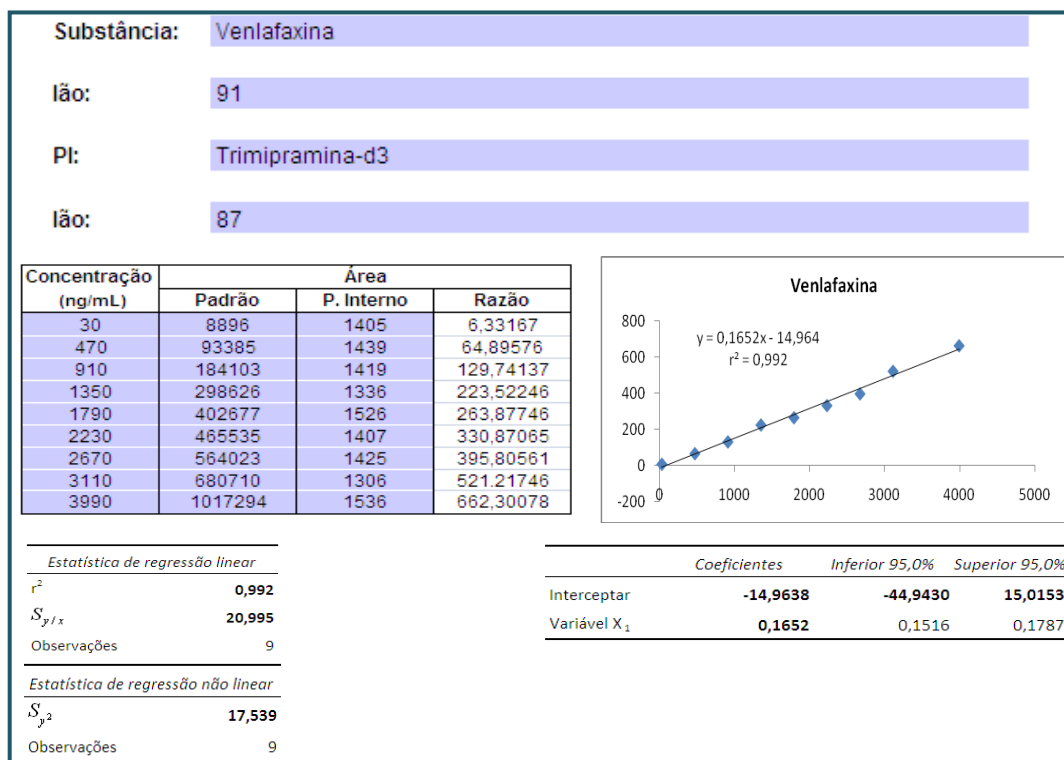 Substância: Venlafaxina
Ião: 91
PI: Trimipramina-d3
Ião: 87
Concentração Área
(ng/mL) Padrão P. Interno Razão
30 8896 1405 6,33167
470 93385 1439 64,89576
910 184103 1419 129,74137
1350 298626 1336 223,52246
1790 402677 1526 263,87746
2230 465535 1407 330,87065
2670 564023 1425 395,80561
3110 680710 1306 521.21746
3990 1017294 1536 662,30078
Venlafaxina
y = 0,1652x - 14,964
r² = 0,992
800
600
400
200
0
-200
0 1000 2000 3000 4000 5000
Estatística de regressão linear
r² 0,992
S y/x 20,995
Observações 9
Estatística de regressão não linear
S y² 17,539
Observações 9
Coeficientes Inferior 95,0% Superior 95,0%
Interceptar -14,9638 -44,9430 15,0153
Variável X 1 0,1652 0,1516 0,1787